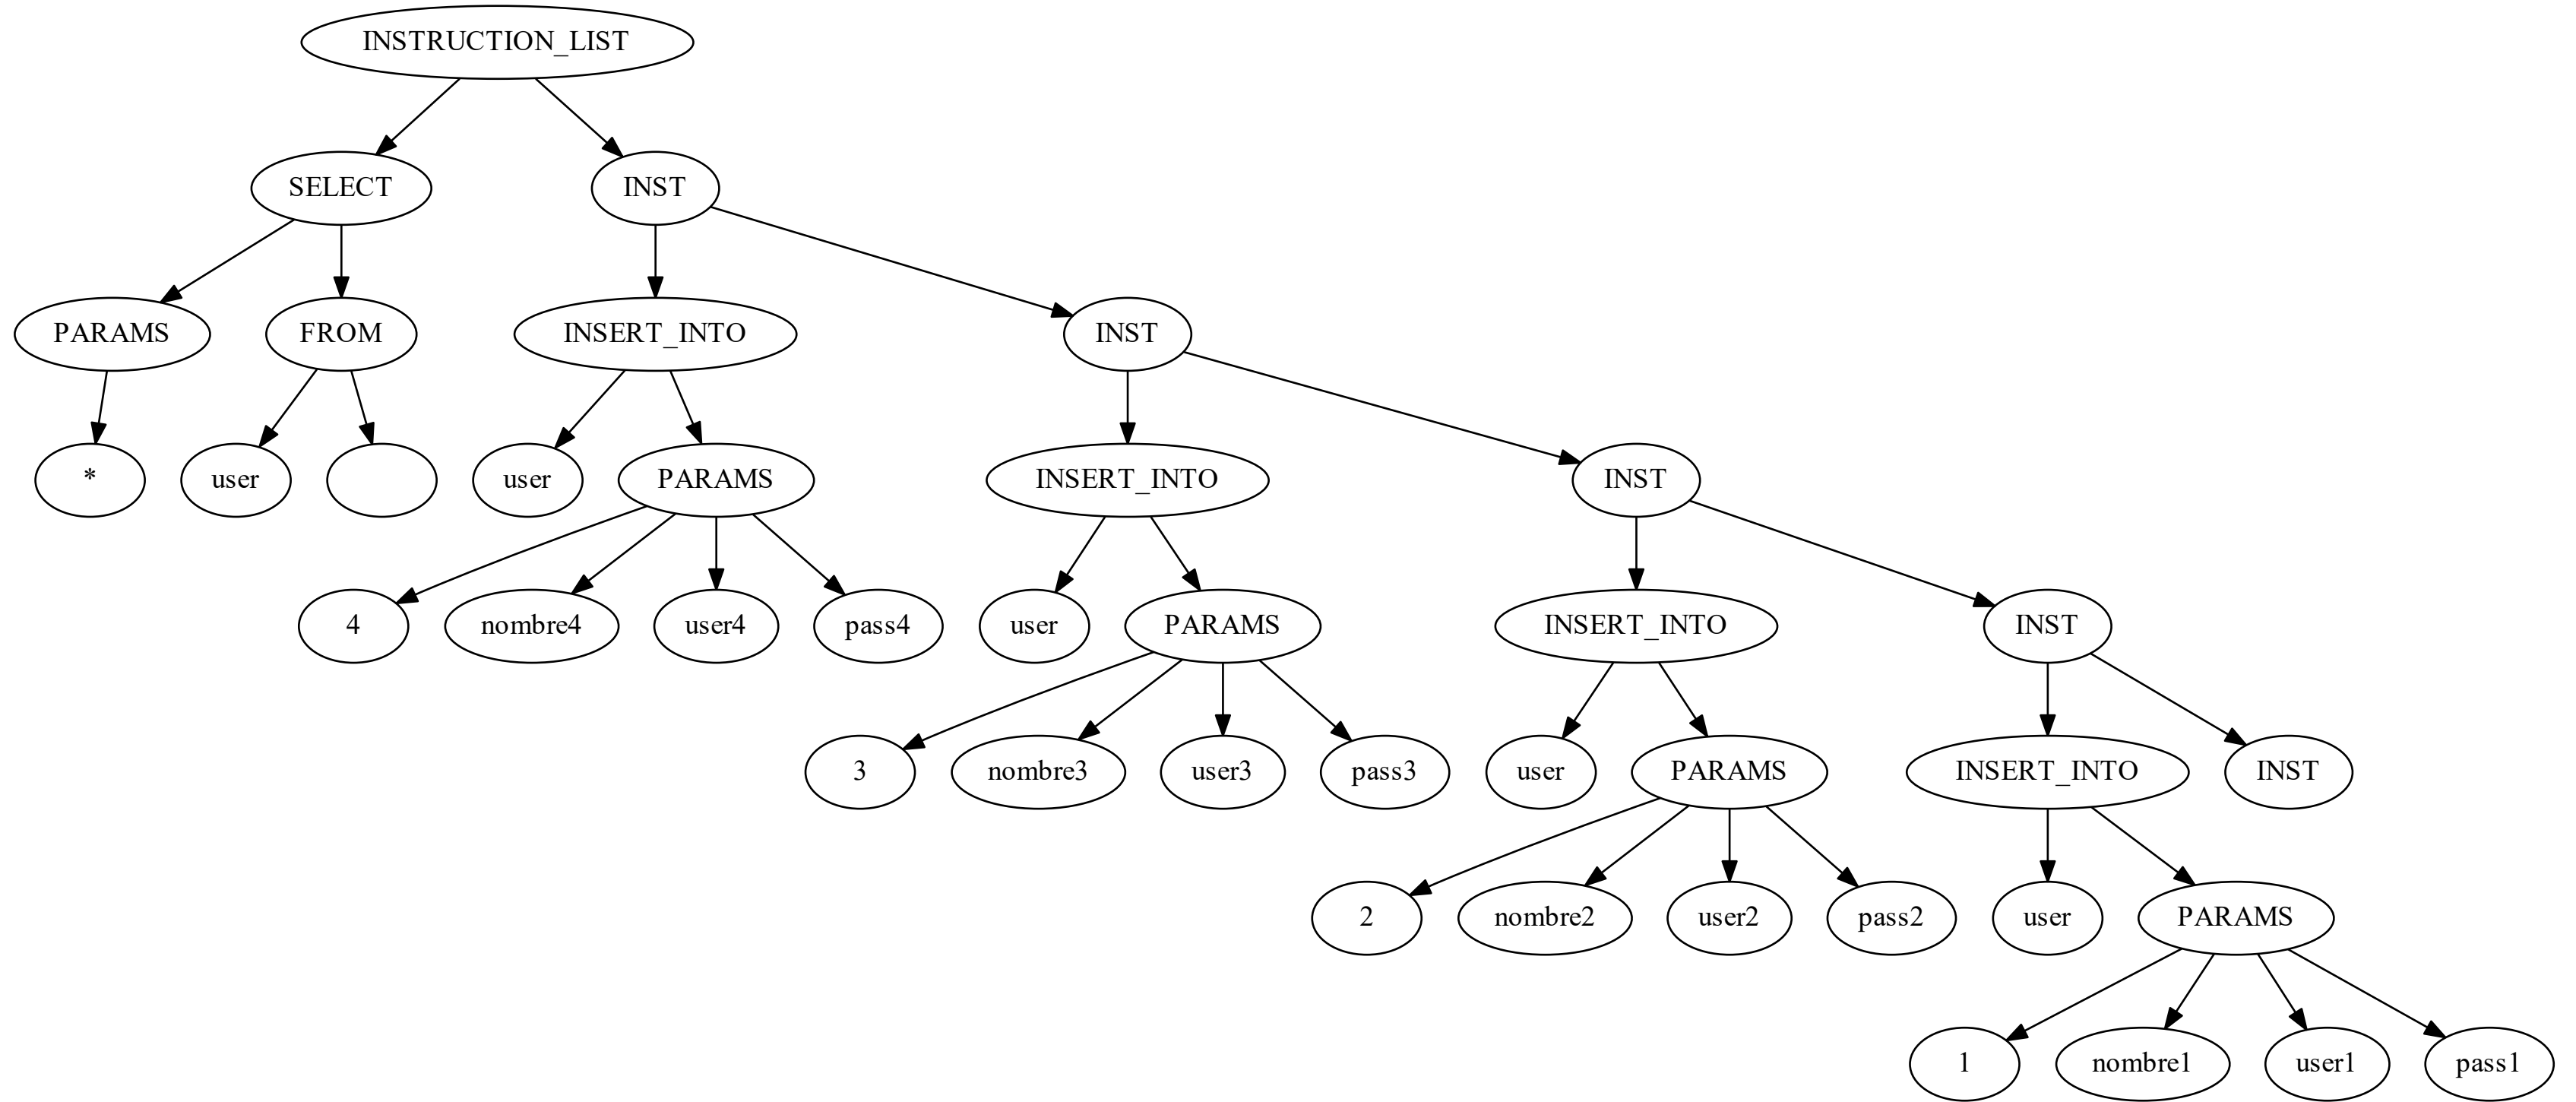 INSTRUCTION_LIST
SELECT INST
PARAMS FROM INSERT_INTO INST
* user user PARAMS INSERT_INTO INST
4 nombre4 user4 pass4 user PARAMS INSERT_INTO INST
3 nombre3 user3 pass3 user PARAMS INSERT_INTO INST
2 nombre2 user2 pass2 user PARAMS
1 nombre1 user1 pass1